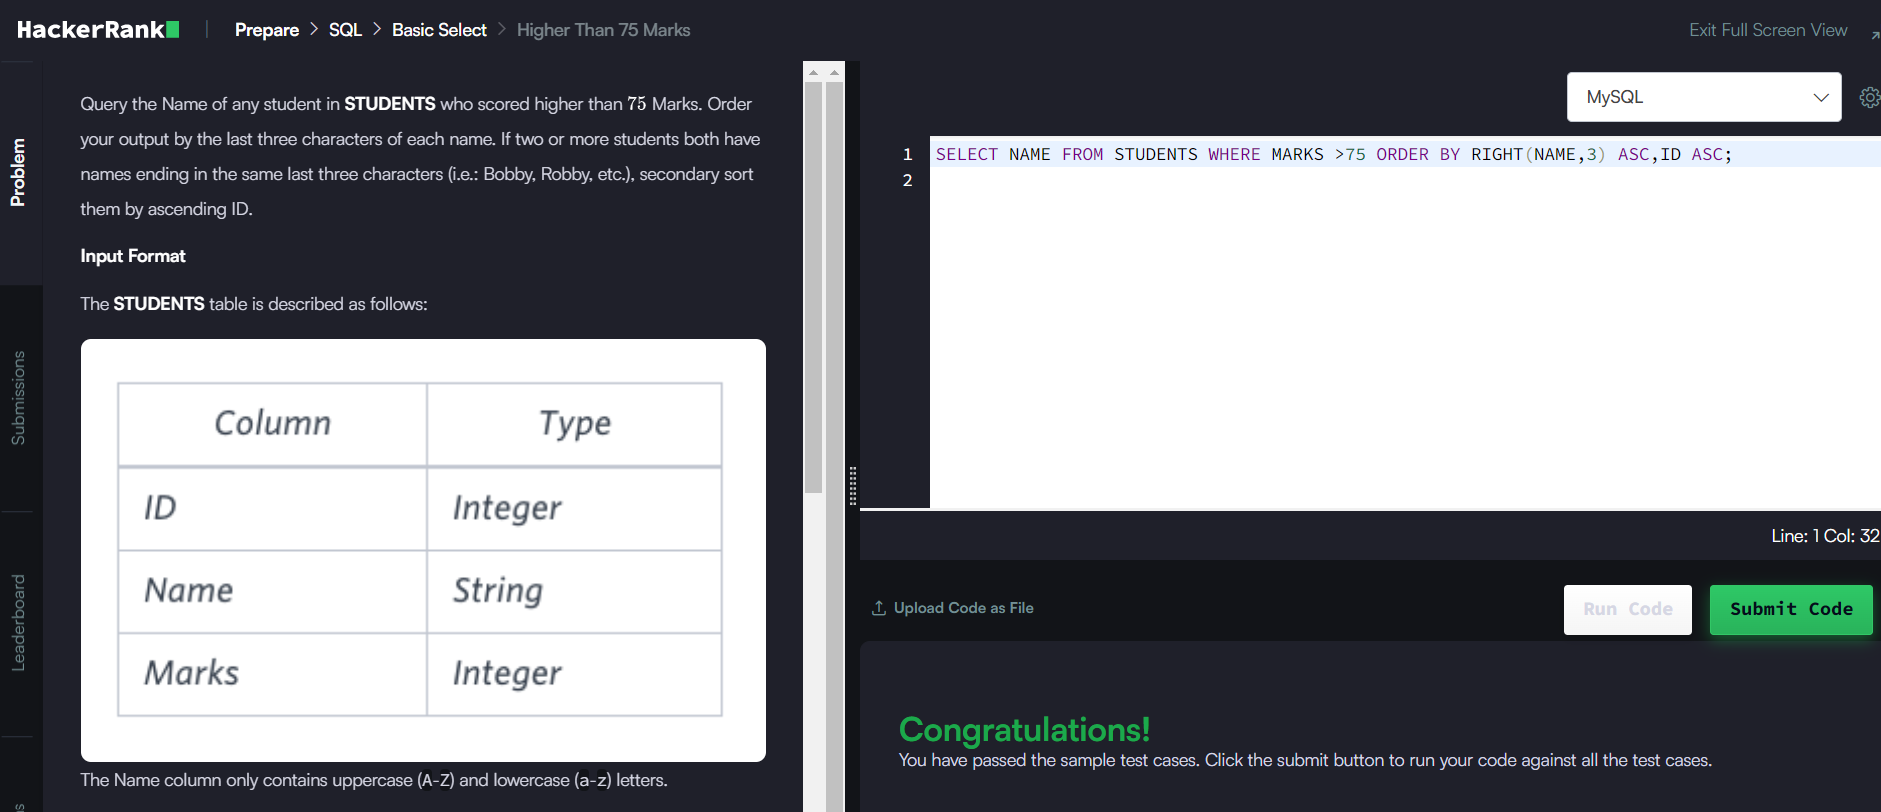 HackerRank
Prepare > SQL > Basic Select > Higher Than 75 Marks
Exit Full Screen View
Problem
Submissions
Leaderboard
Query the Name of any student in STUDENTS who scored higher than 75 Marks. Order
your output by the last three characters of each name. If two or more students both have
names ending in the same last three characters (i.e.: Bobby, Robby, etc.), secondary sort
them by ascending ID.
Input Format
The STUDENTS table is described as follows:
Column Type
ID Integer
Name String
Marks Integer
The Name column only contains uppercase (A-Z) and lowercase (a-z) letters.
MySQL
1 SELECT NAME FROM STUDENTS WHERE MARKS >75 ORDER BY RIGHT(NAME,3) ASC,ID ASC;
2
Line: 1 Col: 32
Upload Code as File
Run Code
Submit Code
Congratulations!
You have passed the sample test cases. Click the submit button to run your code against all the test cases.